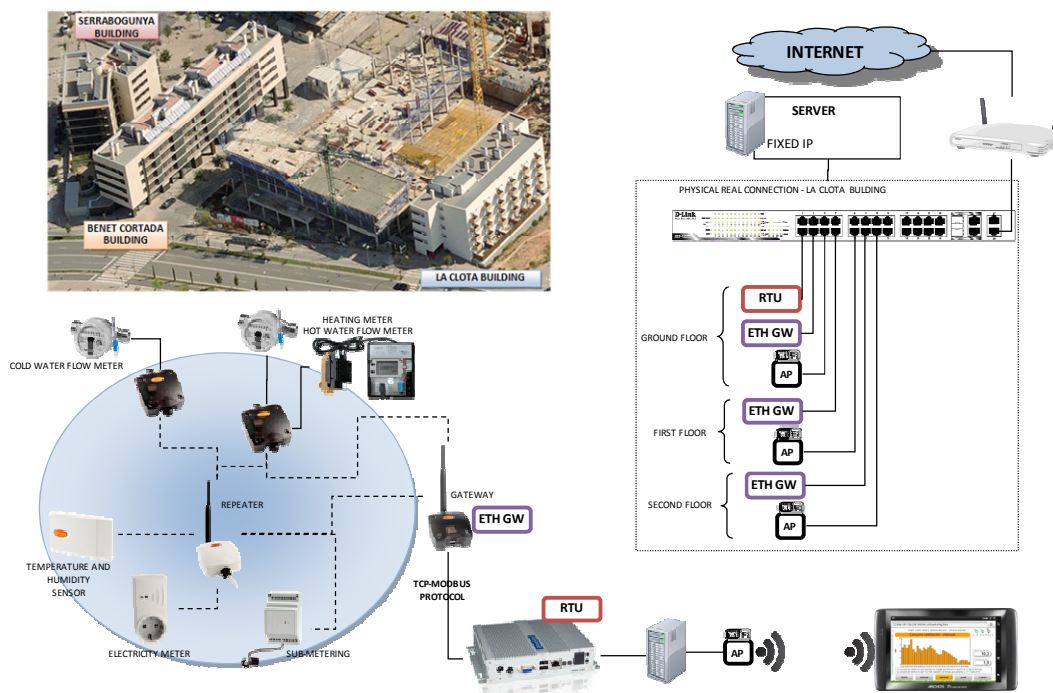 SERRABOGUNYA
BUILDING
BENET CORTADA
BUILDING
LA CLOTA BUILDING
INTERNET
SERVER
FIXED IP
PHYSICAL REAL CONNECTION - LA CLOTA BULDING
D-Link
RTU
ETH GW
GROUND FLOOR
AP
ETH GW
FIRST FLOOR
AP
ETH GW
SECOND FLOOR
AP
HEATING METER
HOT WATER FLOW METER
COLD WATER FLOW METER
REPEATER
GATEWAY
ETH GW
TEMPERATURE AND
HUMIDITY
SENSOR
ELECTRICITY METER
SUB-METERING
TCP-MODBUS
PROTOCOL
RTU
AP
ARCHOS